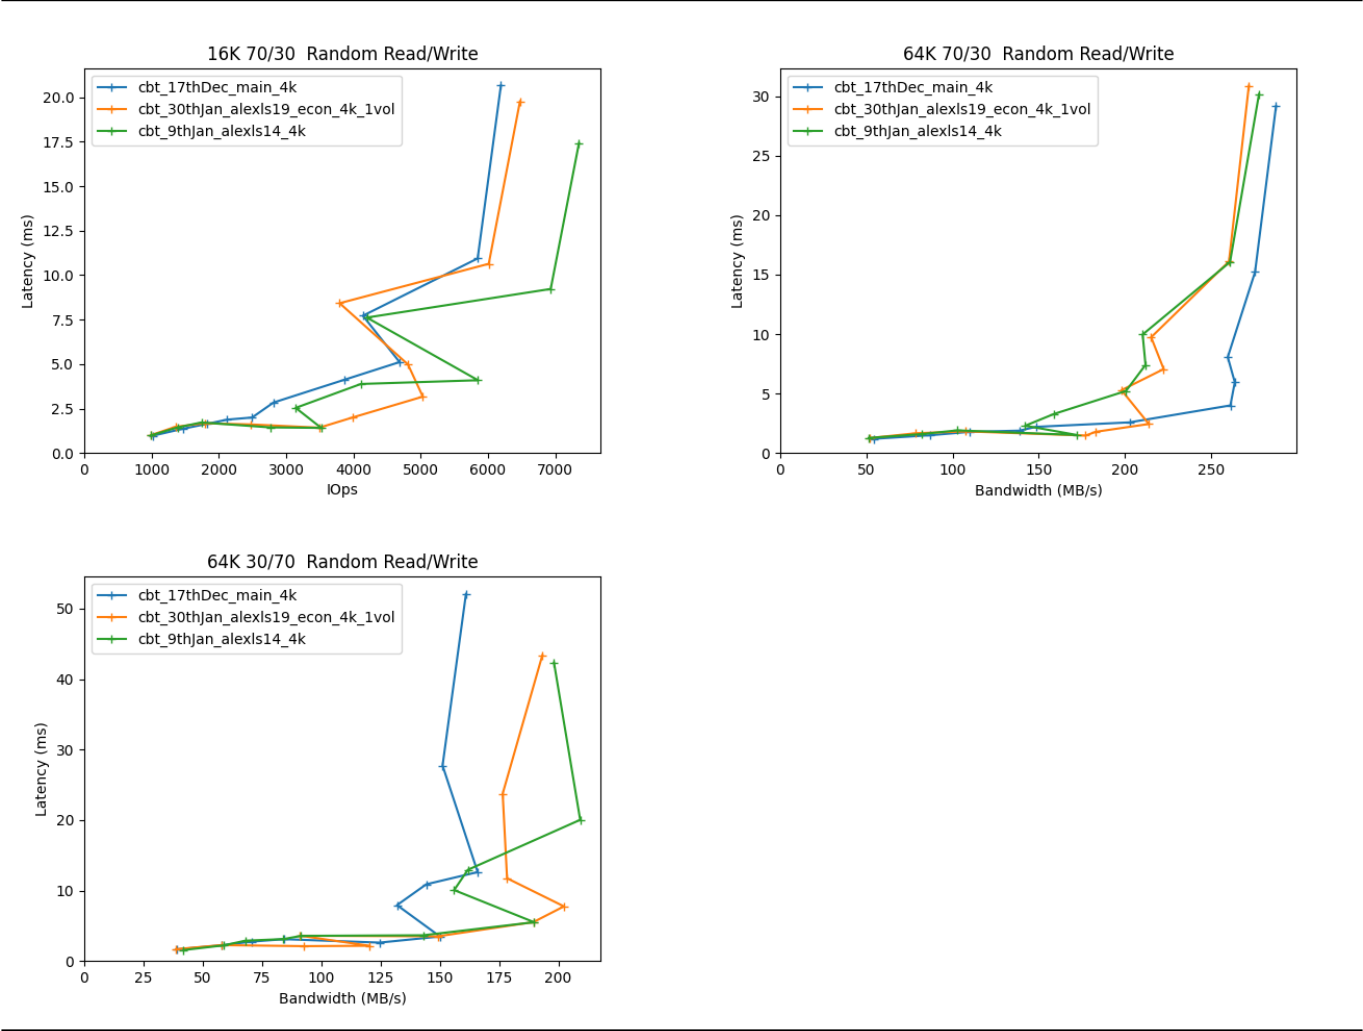 16K 70/30  Random Read/Write
cbt_17thDec_main_4k
cbt_30thJan_alexls19_econ_4k_1vol
cbt_9thJan_alexls14_4k
20.0
17.5
15.0
12.5
10.0
7.5
5.0
2.5
0.0
Latency (ms)
0 1000 2000 3000 4000 5000 6000 7000
IOps
64K 70/30  Random Read/Write
cbt_17thDec_main_4k
cbt_30thJan_alexls19_econ_4k_1vol
cbt_9thJan_alexls14_4k
30
25
20
15
10
5
0
Latency (ms)
0 50 100 150 200 250
Bandwidth (MB/s)
64K 30/70  Random Read/Write
cbt_17thDec_main_4k
cbt_30thJan_alexls19_econ_4k_1vol
cbt_9thJan_alexls14_4k
50
40
30
20
10
0
Latency (ms)
0 25 50 75 100 125 150 175 200
Bandwidth (MB/s)